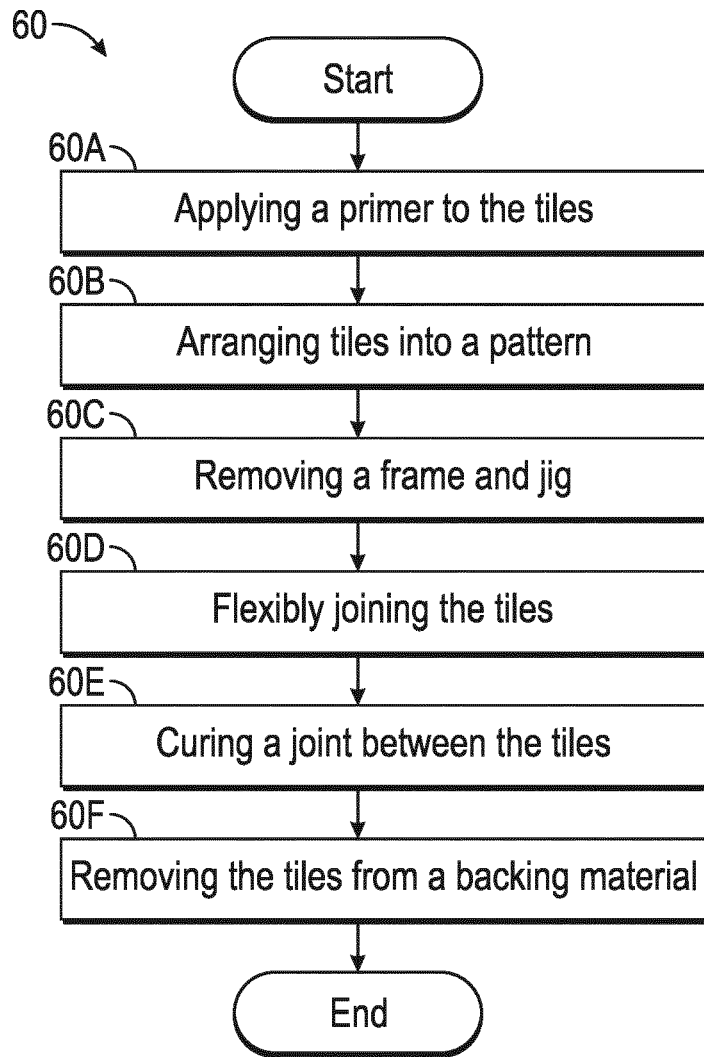 60
Start
60A
Applying a primer to the tiles
60B
Arranging tiles into a pattern
60C
Removing a frame and jig
60D
Flexibly joining the tiles
60E
Curing a joint between the tiles
60F
Removing the tiles from a backing material
End